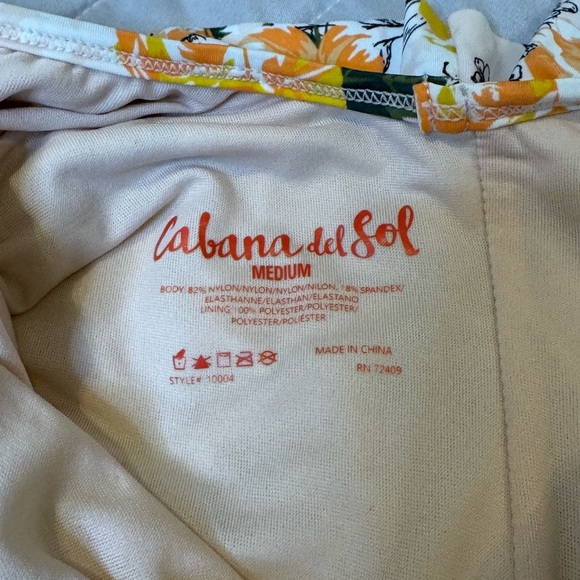 Cabana del Sol
MEDIUM
BODY: 82% NYLON/NYLON/NYLON/NILON, 18% SPANDEX/
ELASTHANNE/ELASTHAN/ELASTANO
LINING: 100% POLYESTER/POLYESTER/
POLYESTER/POLIÉSTER
MADE IN CHINA
STYLE# 10004
RN 72409